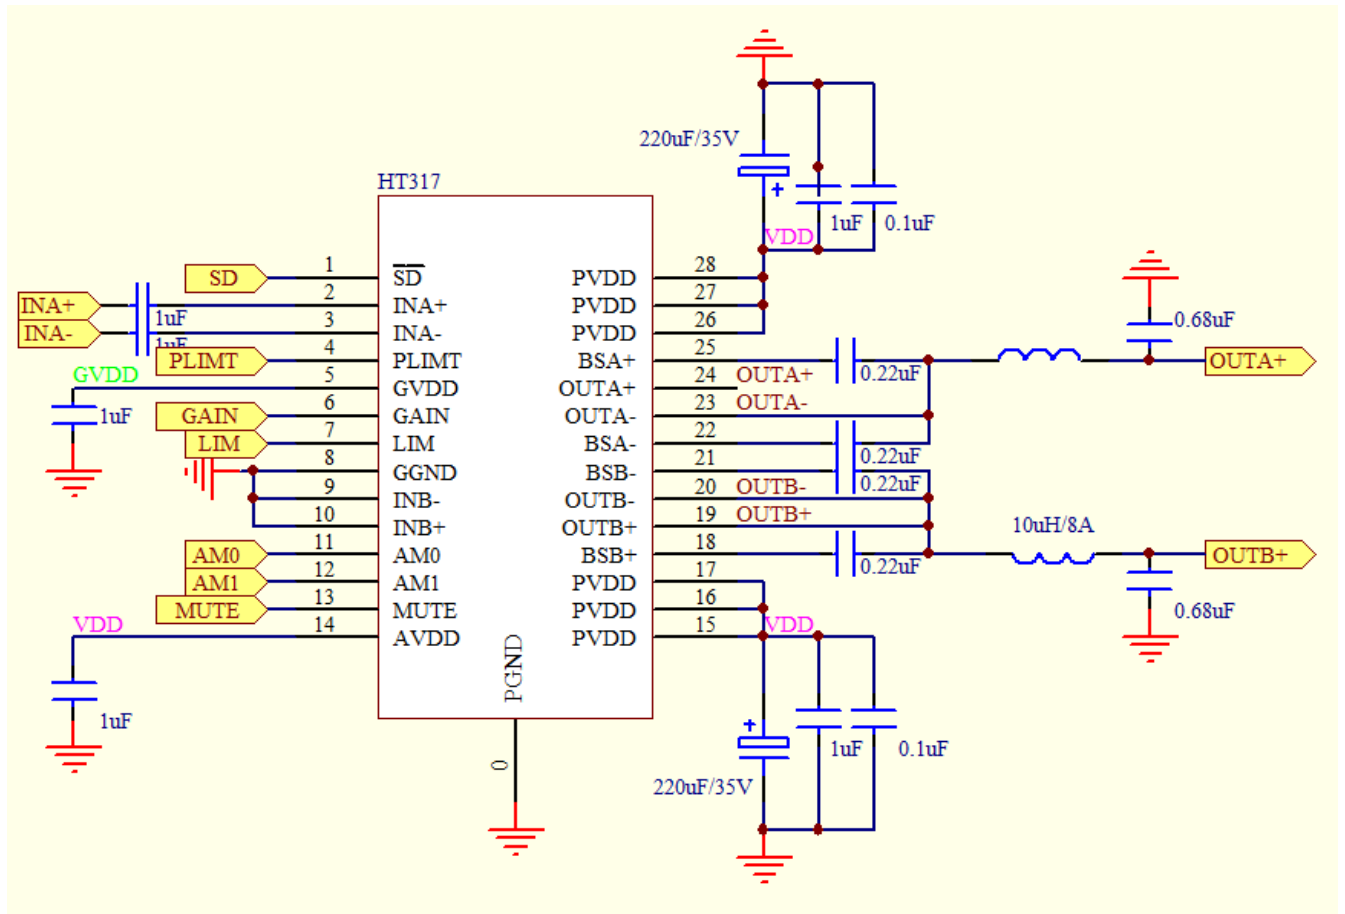 220uF/35V
HT317
+
1uF 0.1uF
VDD
1 28
SD SD PVDD
2 27
INA+ INA+ PVDD
1uF
3 26
INA- INA- PVDD
0.68uF
1uF
4 25
PLIMT PLIMT BSA+ OUTA+
GVDD 5 24 OUTA+ 0.22uF
1uF GVDD OUTA+
6 23 OUTA-
GAIN GAIN OUTA-
7 22
LIM LIM BSA- 0.22uF
8 21
GGND BSB- 0.22uF
9 20 OUTB-
INB- OUTB-
10 19 OUTB+
INB+ OUTB+ 10uH/8A
11 18
AM0 AM0 BSB+ 0.22uF OUTB+
12 17
AM1 AM1 PVDD
13 16
MUTE MUTE PVDD 0.68uF
VDD 14 15 VDD
AVDD PVDD
PGND
1uF
+
1uF 0.1uF
0
220uF/35V